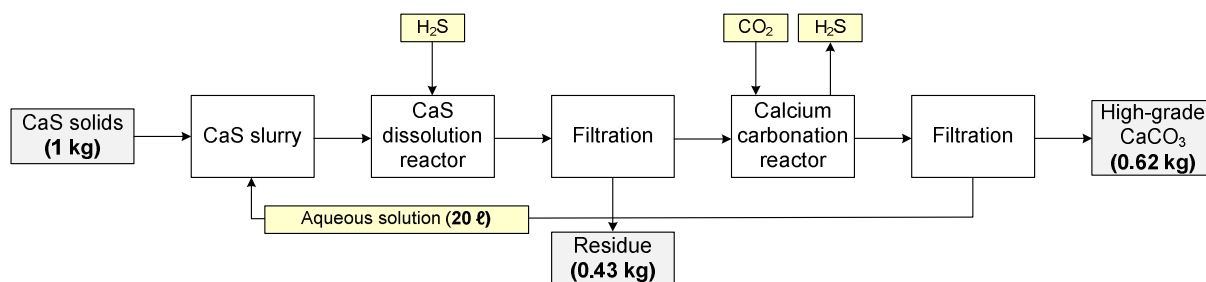 H₂S
CO₂
H₂S
CaS solids
(1 kg)
CaS slurry
CaS
dissolution
reactor
Filtration
Calcium
carbonation
reactor
Filtration
High-grade
CaCO₃
(0.62 kg)
Aqueous solution (20 ℓ)
Residue
(0.43 kg)